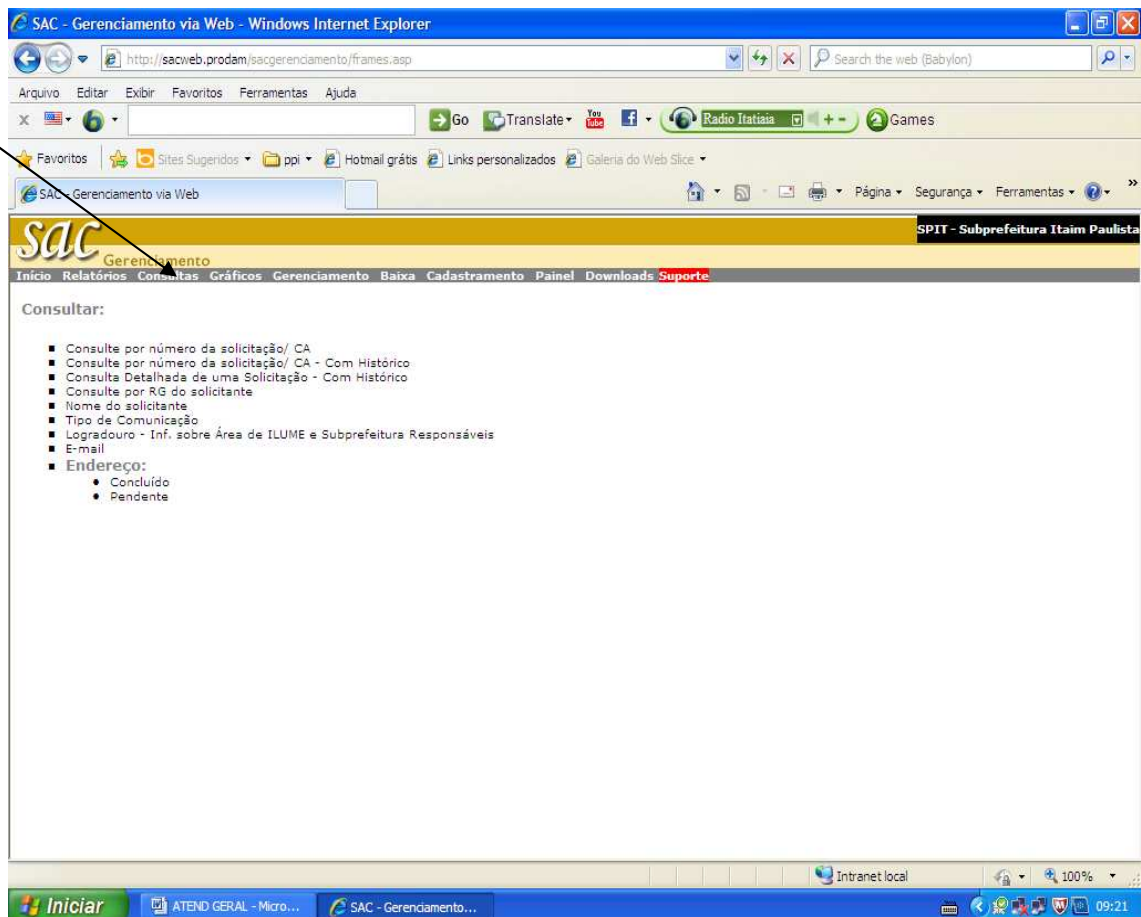 SAC - Gerenciamento via Web - Windows Internet Explorer
http://sacweb.prodam/sacgerenciamento/frames.asp
Search the web (Babylon)
Arquivo Editar Exibir Favoritos Ferramentas Ajuda
x Go Translate You Tube f Radio Itatiaia + - Games
Favoritos Sites Sugeridos ppi Hotmail grátis Links personalizados Galeria do Web Slice
SAC - Gerenciamento via Web Página Segurança Ferramentas »
SPIT - Subprefeitura Itaim Paulista
sac Gerenciamento
Início Relatórios Consultas Gráficos Gerenciamento Baixa Cadastramento Painel Downloads Suporte
Consultar:
Consulte por número da solicitação/ CA
Consulte por número da solicitação/ CA - Com Histórico
Consulta Detalhada de uma Solicitação - Com Histórico
Consulte por RG do solicitante
Nome do solicitante
Tipo de Comunicação
Logradouro - Inf. sobre Área de ILUME e Subprefeitura Responsáveis
E-mail
Endereço:
Concluído
Pendente
Intranet local 100%
Iniciar ATEND GERAL - Micro... SAC - Gerenciamento... 09:21